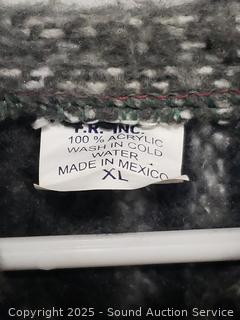 F.R. INC.
100 % ACRYLIC
WASH IN COLD
WATER
MADE IN MEXICO
XL
Copyright 2025 - Sound Auction Service